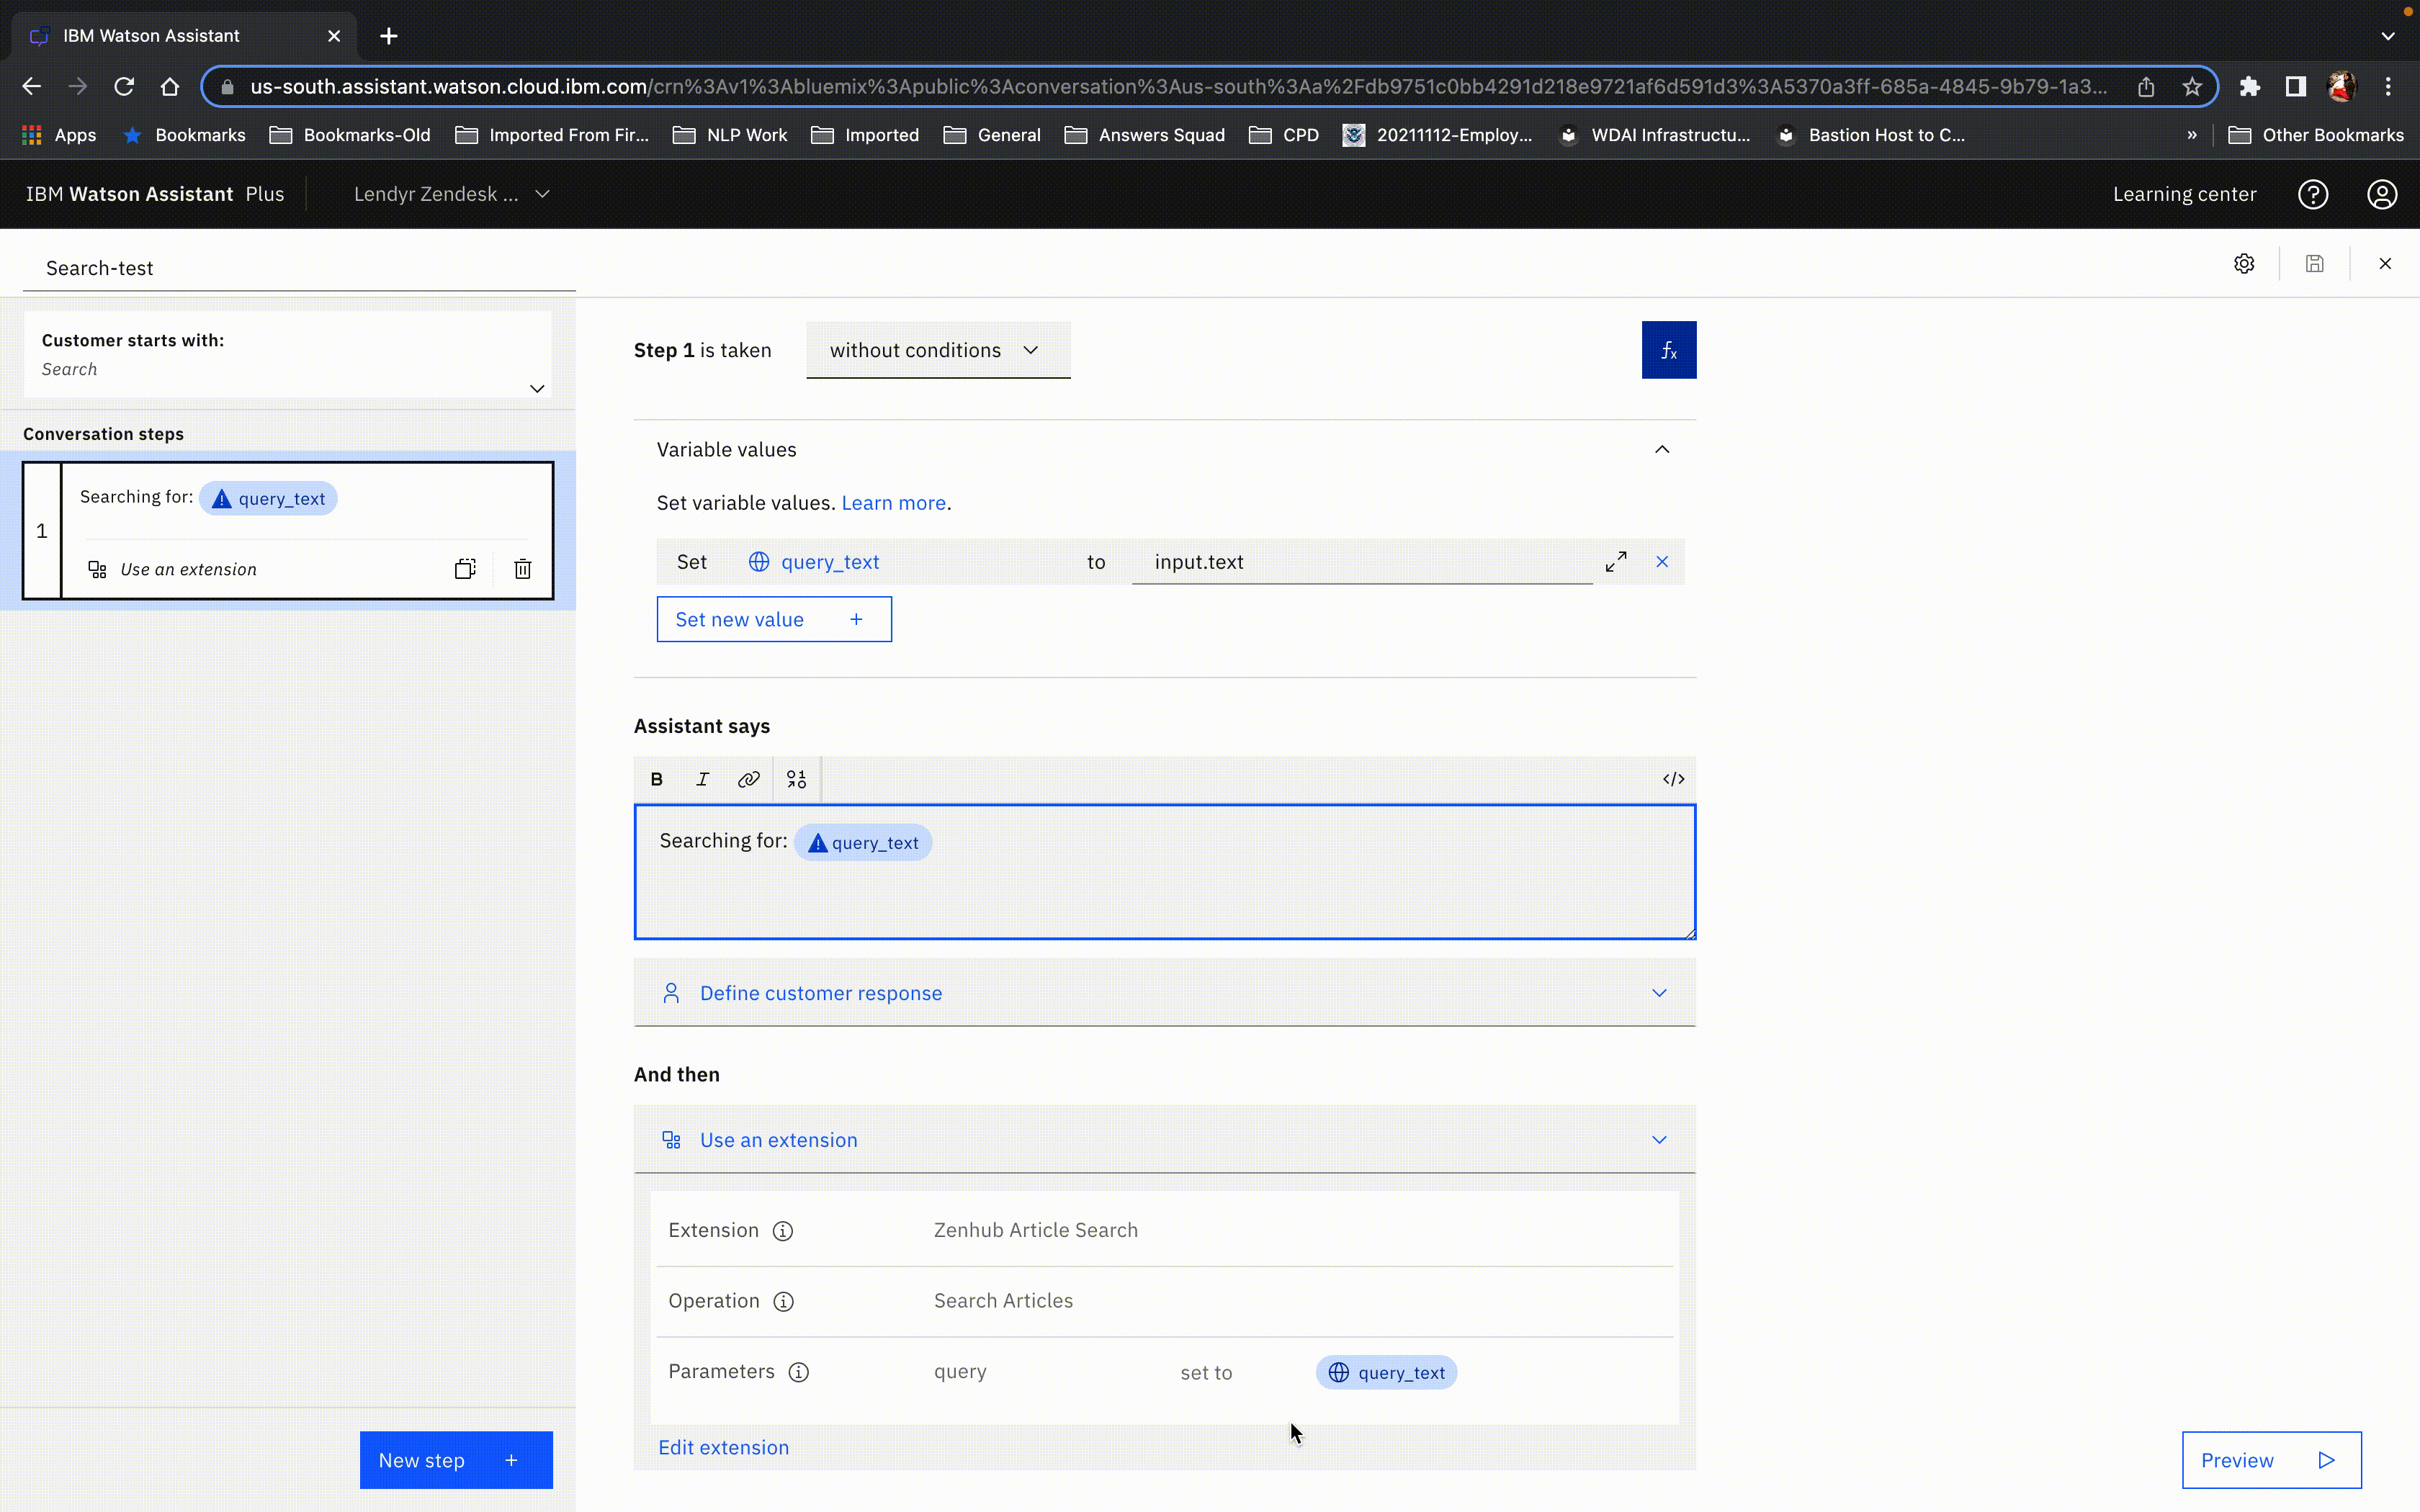 IBM Watson Assistant
us-south.assistant.watson.cloud.ibm.com/crn%3Av1%3Abluemix%3Apublic%3Aconversation%3Aus-south%3Aa%2Fdb9751c0bb4291d218e9721af6d591d3%3A5370a3ff-685a-4845-9b79-1a3...
Apps Bookmarks Bookmarks-Old Imported From Fir... NLP Work Imported General Answers Squad CPD 20211112-Employ... WDAI Infrastructu... Bastion Host to C... » Other Bookmarks
IBM Watson Assistant Plus Lendyr Zendesk ... Learning center
Search-test
Customer starts with:
Search
Conversation steps
1
Searching for: query_text
Use an extension
New step +
Step 1 is taken without conditions fx
Variable values
Set variable values. Learn more.
Set query_text to input.text
Set new value +
Assistant says
B I </>
Searching for: query_text
Define customer response
And then
Use an extension
Extension Zenhub Article Search
Operation Search Articles
Parameters query set to query_text
Edit extension
Preview